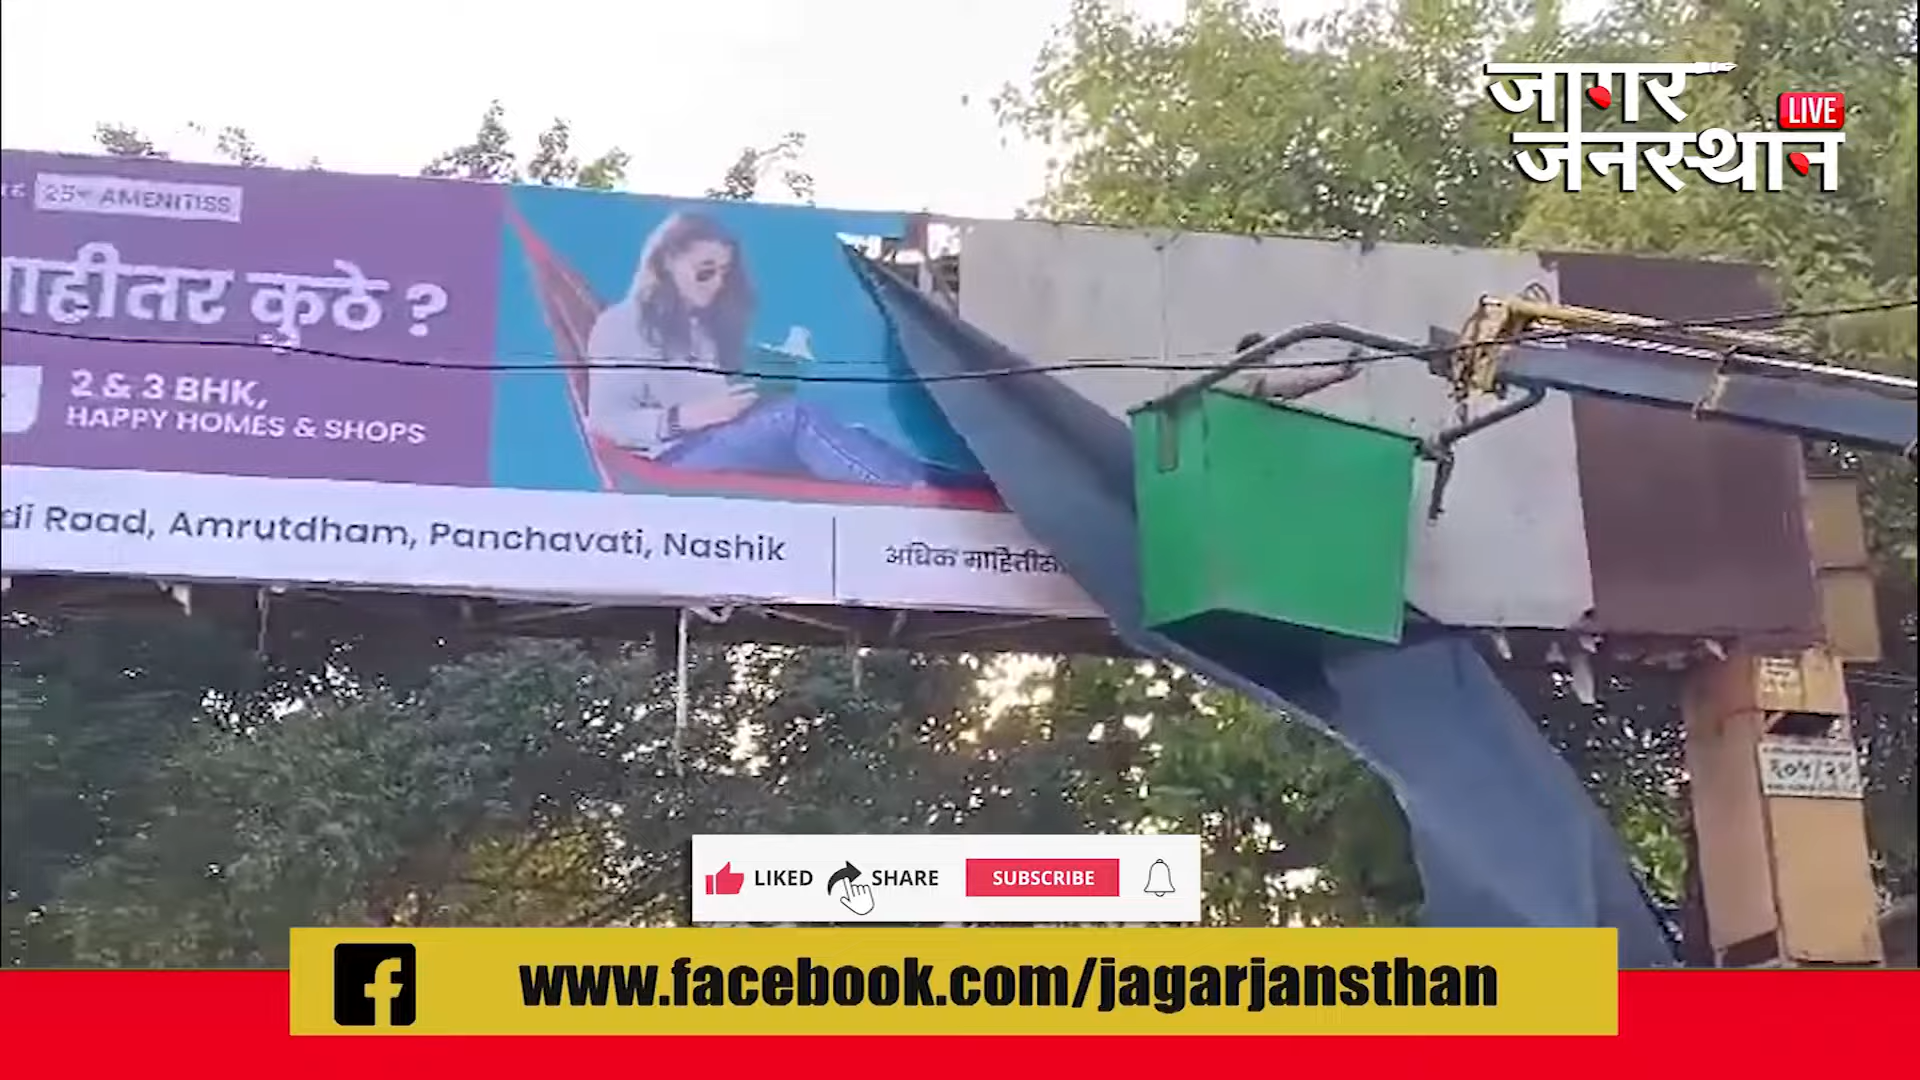 जागर
जनस्थान
LIVE
25+ AMENITISS
नाहीतर कुठे ?
2 & 3 BHK,
HAPPY HOMES & SHOPS
di Road, Amrutdham, Panchavati, Nashik
अधिक
LIKED
SHARE
SUBSCRIBE
www.facebook.com/jagarjansthan